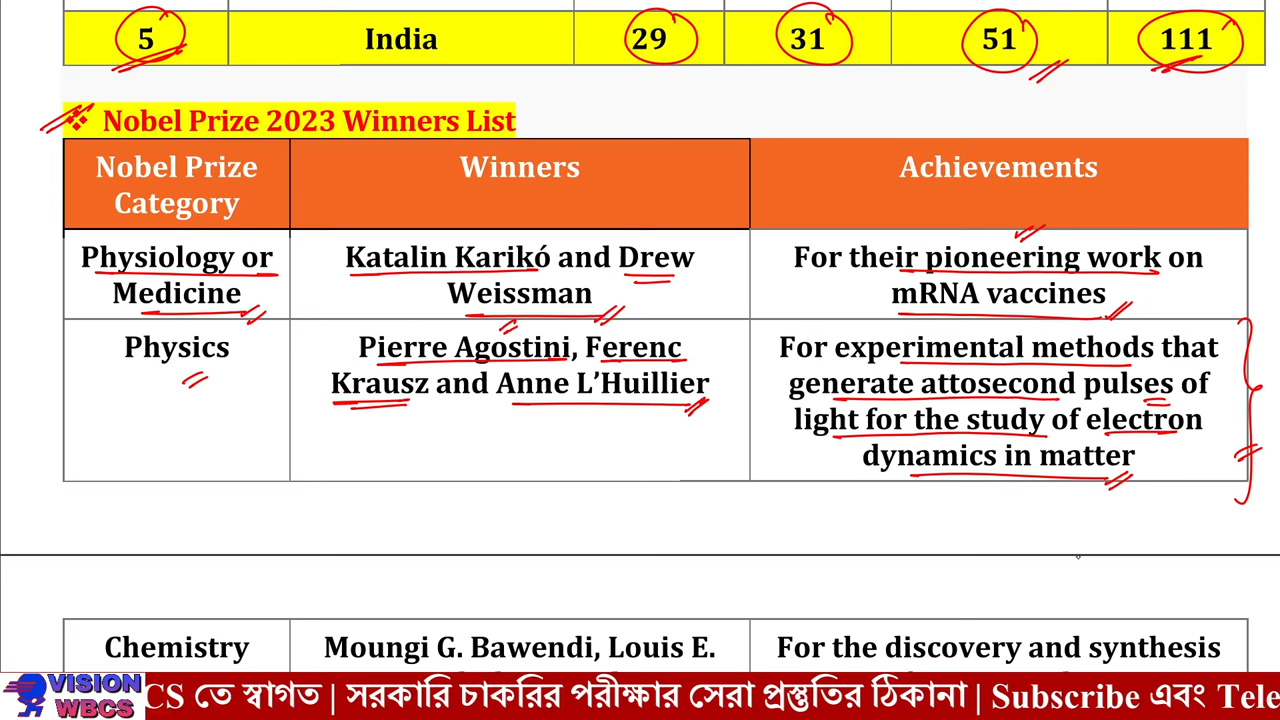 5 India 29 31 51 111
❖ Nobel Prize 2023 Winners List
Nobel Prize Category Winners Achievements
Physiology or Medicine Katalin Karikó and Drew Weissman For their pioneering work on mRNA vaccines
Physics Pierre Agostini, Ferenc Krausz and Anne L’Huillier For experimental methods that generate attosecond pulses of light for the study of electron dynamics in matter
Chemistry Moungi G. Bawendi, Louis E. For the discovery and synthesis
VISION WBCS
CS তে স্বাগত | সরকারি চাকরির পরীক্ষার সেরা প্রস্তুতির ঠিকানা | Subscribe এবং Tele